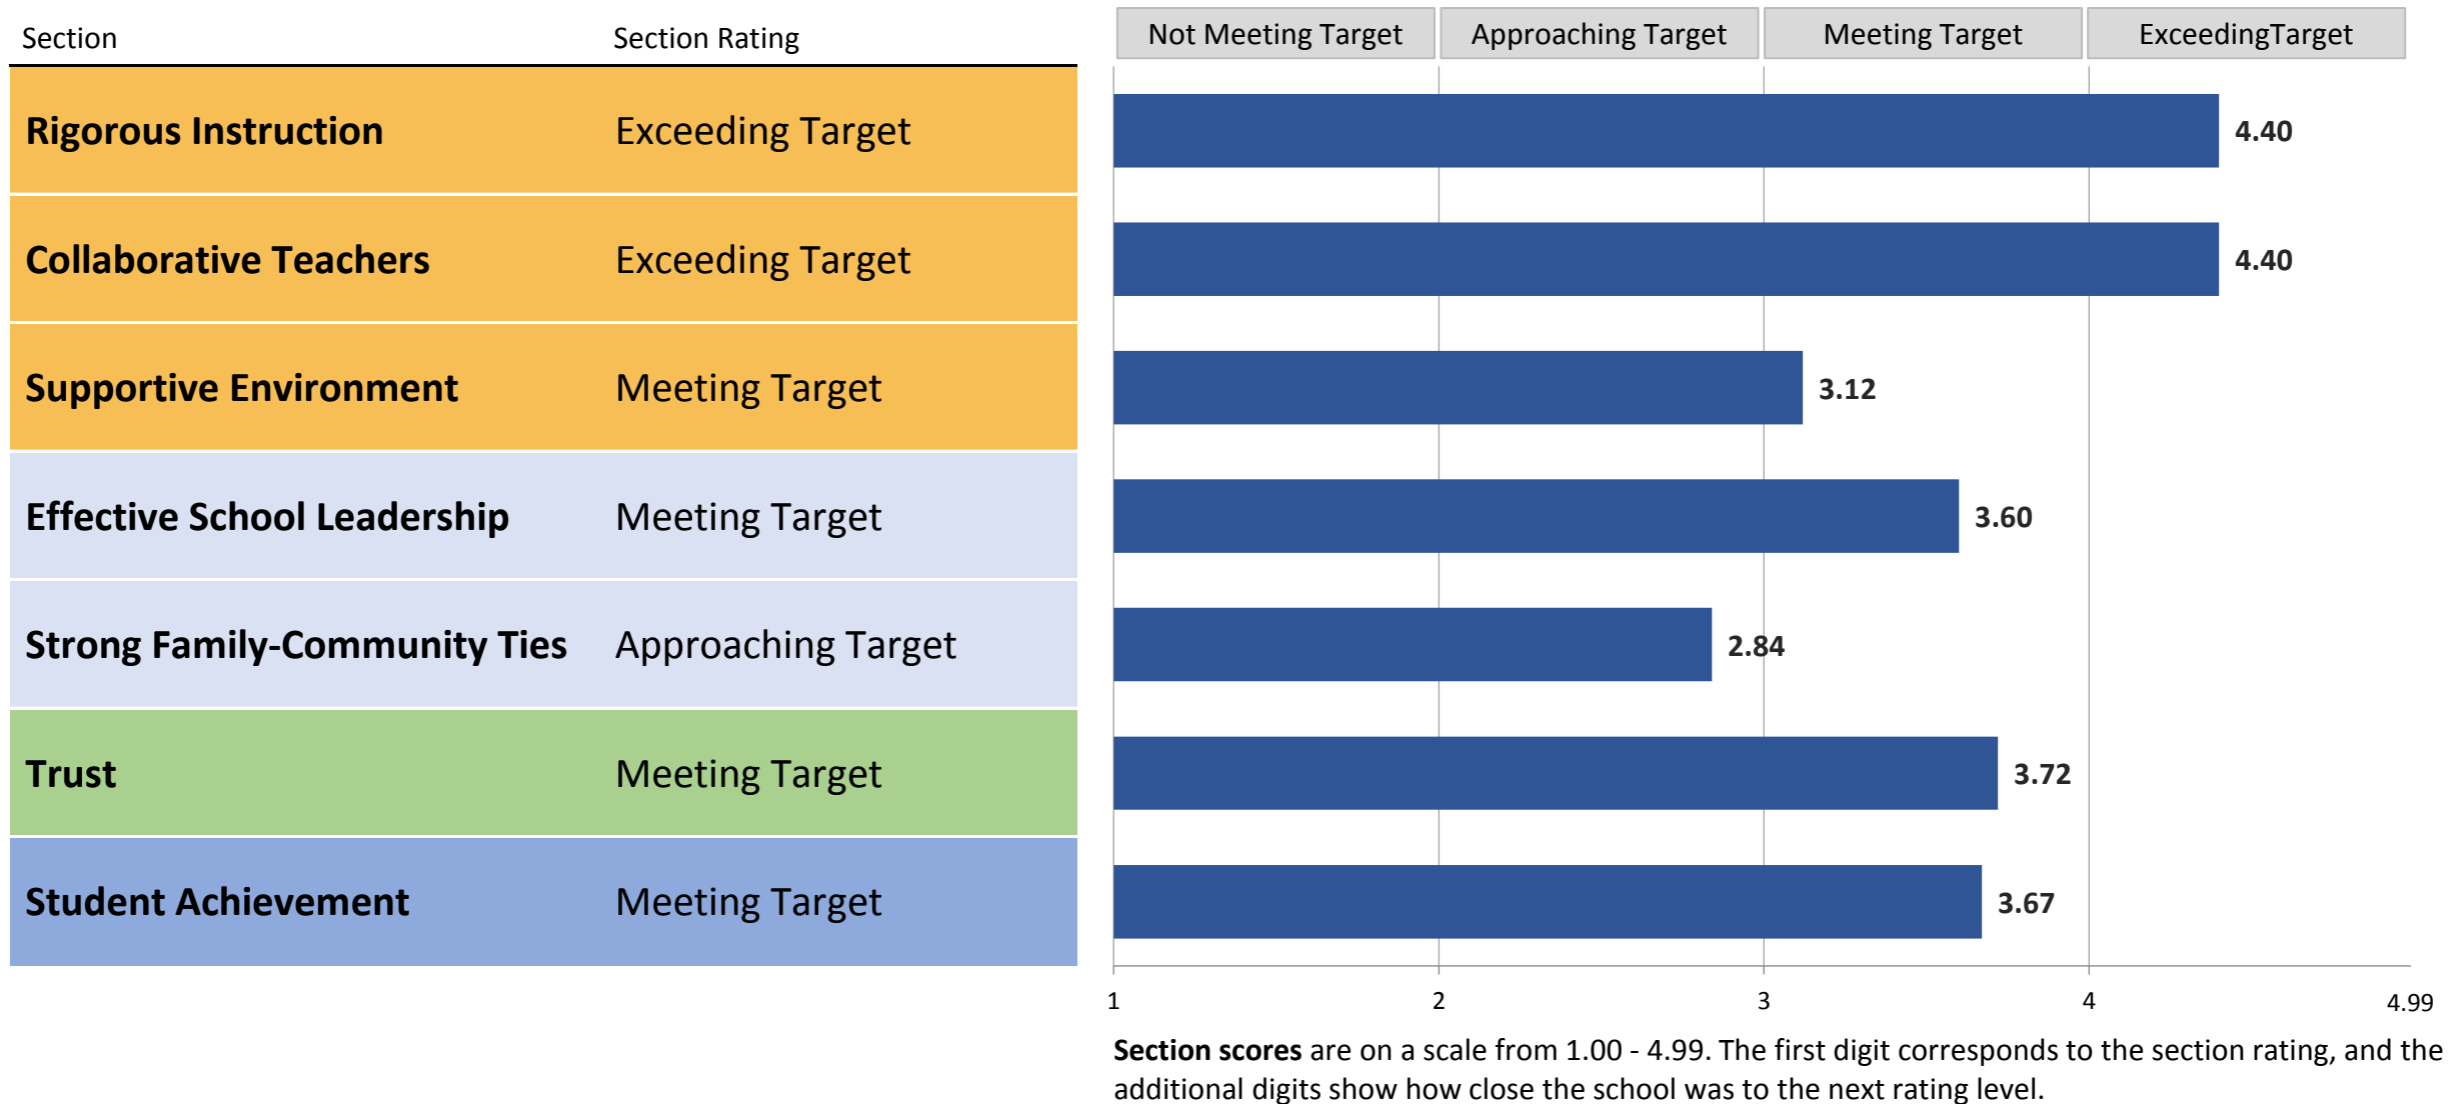 Section Section Rating Not Meeting Target Approaching Target Meeting Target ExceedingTarget
Rigorous Instruction Exceeding Target 4.40
Collaborative Teachers Exceeding Target 4.40
Supportive Environment Meeting Target 3.12
Effective School Leadership Meeting Target 3.60
Strong Family-Community Ties Approaching Target 2.84
Trust Meeting Target 3.72
Student Achievement Meeting Target 3.67
1 2 3 4 4.99
Section scores are on a scale from 1.00 - 4.99. The first digit corresponds to the section rating, and the
additional digits show how close the school was to the next rating level.